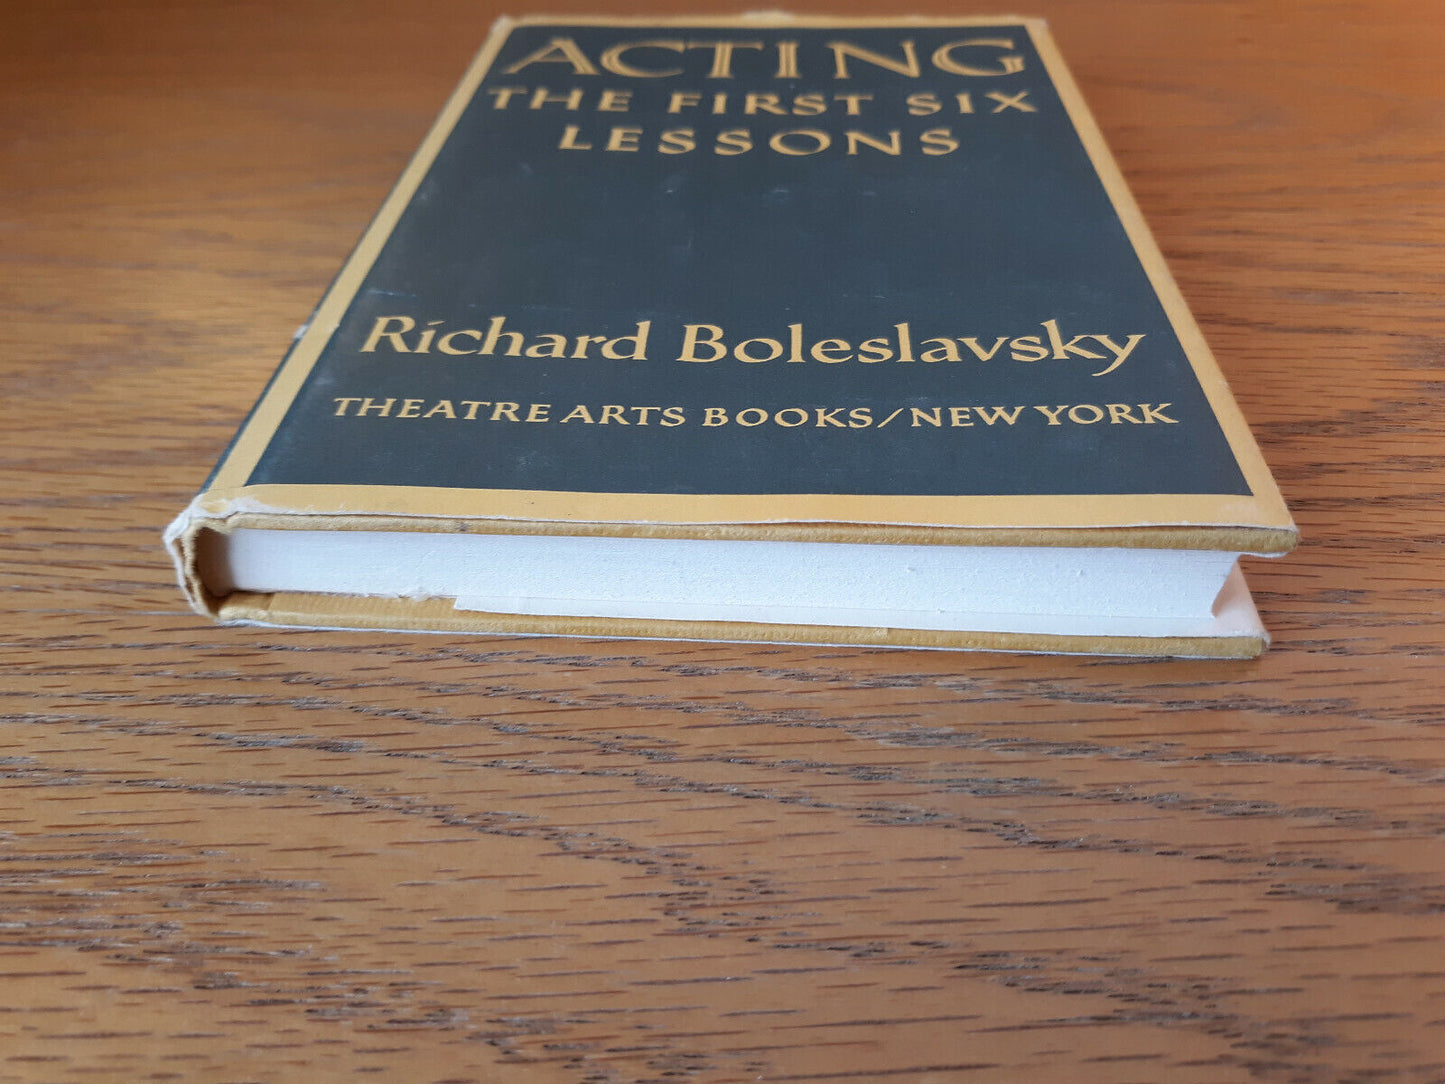 ACTING
THE FIRST SIX
LESSONS
Richard Boleslavsky
THEATRE ARTS BOOKS/NEW YORK